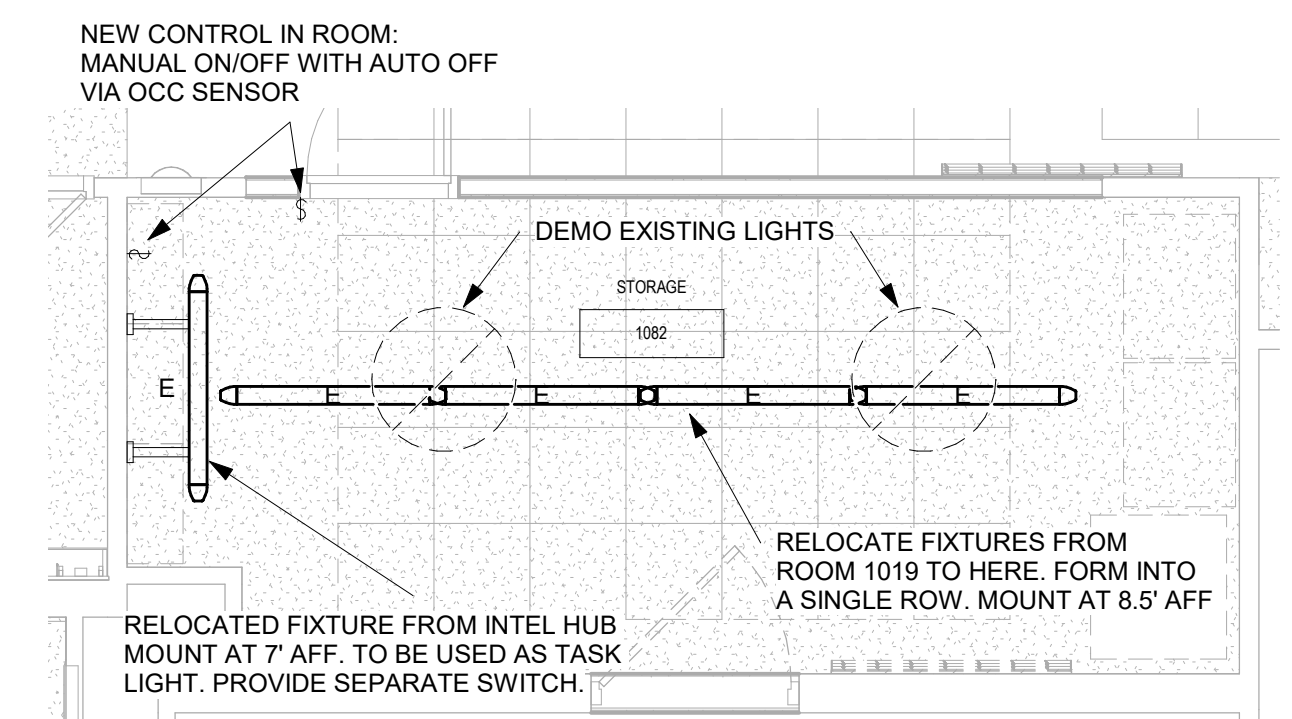 NEW CONTROL IN ROOM:
MANUAL ON/OFF WITH AUTO OFF
VIA OCC SENSOR
$
$
DEMO EXISTING LIGHTS
STORAGE
1082
E
E
E
E
E
RELOCATE FIXTURES FROM
ROOM 1019 TO HERE. FORM INTO
A SINGLE ROW. MOUNT AT 8.5' AFF
RELOCATED FIXTURE FROM INTEL HUB
MOUNT AT 7' AFF. TO BE USED AS TASK
LIGHT. PROVIDE SEPARATE SWITCH.